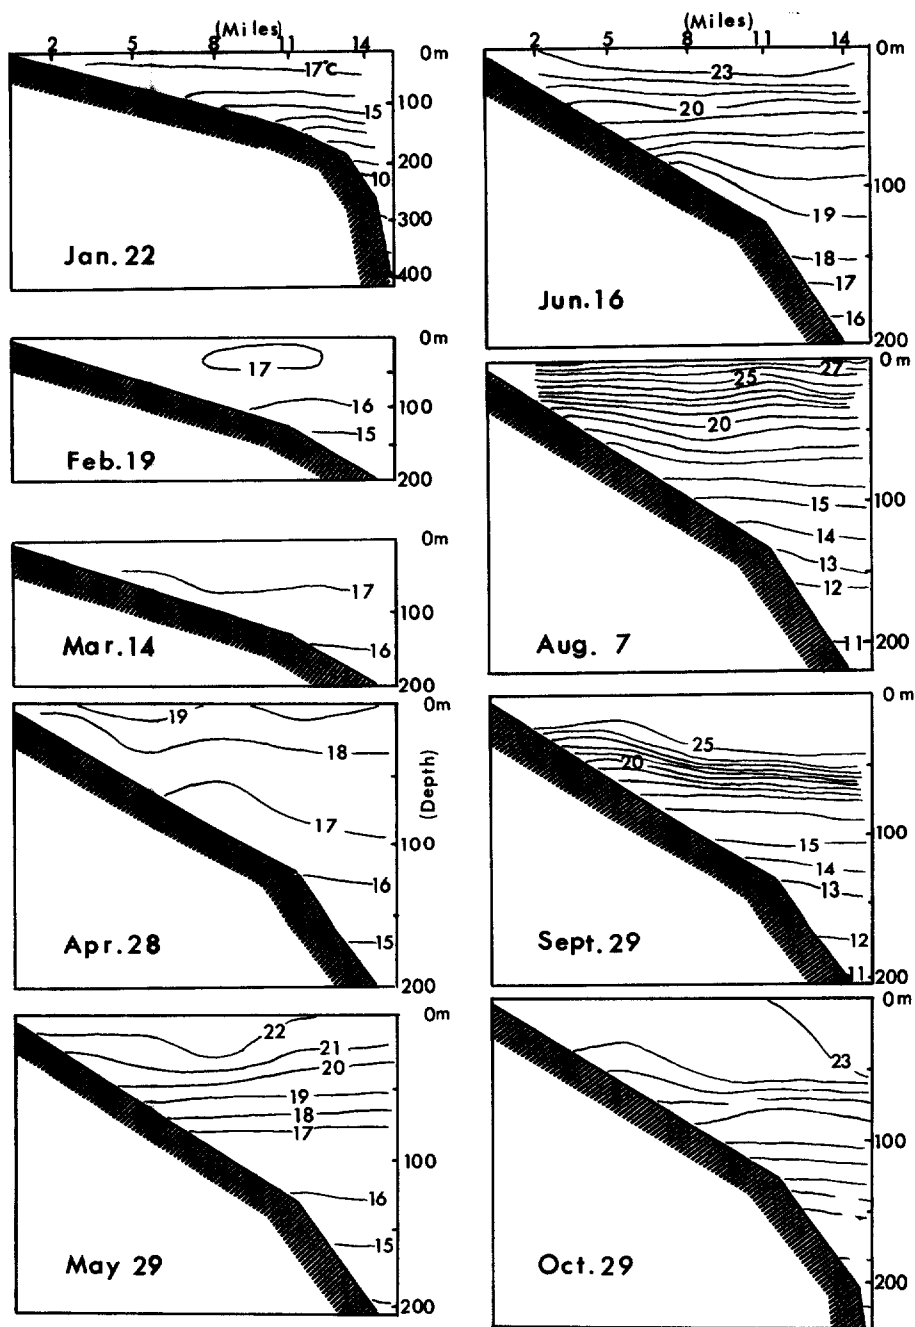 (Miles)
2 5 8 11 14
0m
17°C
100
15
200
10
300
400
Jan. 22
0m
17
16
100
15
Feb. 19
200
0m
17
100
16
Mar. 14
200
0m
19
18
17
100
16
15
Apr. 28
200
(Depth)
0m
22
21
20
19
18
17
100
16
15
May 29
200
(Miles)
2 5 8 11 14
0m
23
20
100
19
18
17
16
Jun. 16
200
0m
27
25
20
15
100
14
13
12
11
Aug. 7
200
0m
25
20
100
15
14
13
12
Sept. 29
11
200
0m
23
100
Oct. 29
200